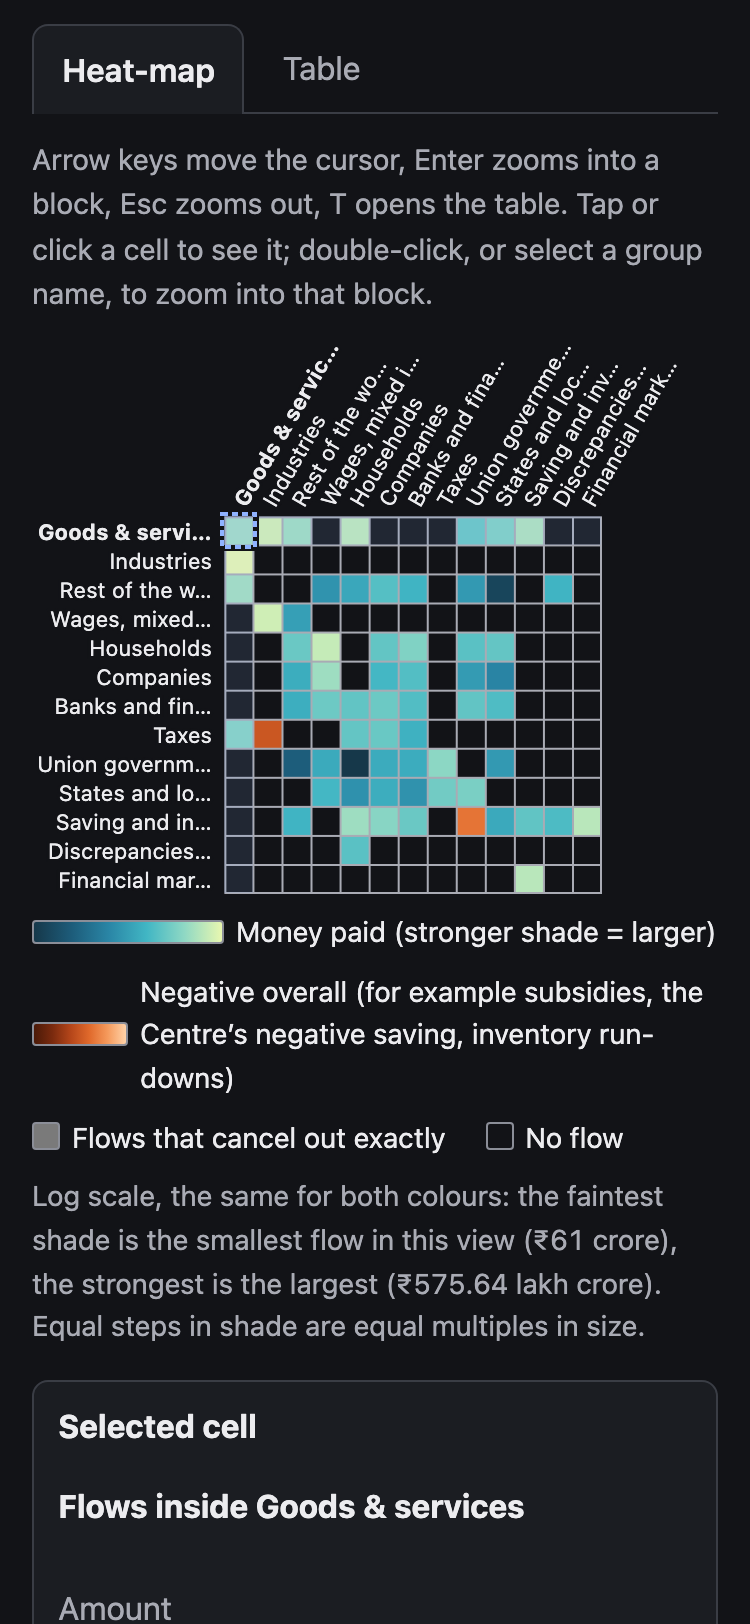 Heat-map
Table
Arrow keys move the cursor, Enter zooms into a
block, Esc zooms out, T opens the table. Tap or
click a cell to see it; double-click, or select a group
name, to zoom into that block.
Goods & servic...
Industries
Rest of the wo...
Wages, mixed i...
Households
Companies
Banks and fina...
Taxes
Union governme...
States and loc...
Saving and inv...
Discrepancies...
Financial mark...
Goods & servi...
Industries
Rest of the w...
Wages, mixed...
Households
Companies
Banks and fin...
Taxes
Union governm...
States and lo...
Saving and in...
Discrepancies...
Financial mar...
Money paid (stronger shade = larger)
Negative overall (for example subsidies, the
Centre’s negative saving, inventory run-
downs)
Flows that cancel out exactly
No flow
Log scale, the same for both colours: the faintest
shade is the smallest flow in this view (₹61 crore),
the strongest is the largest (₹575.64 lakh crore).
Equal steps in shade are equal multiples in size.
Selected cell
Flows inside Goods & services
Amount